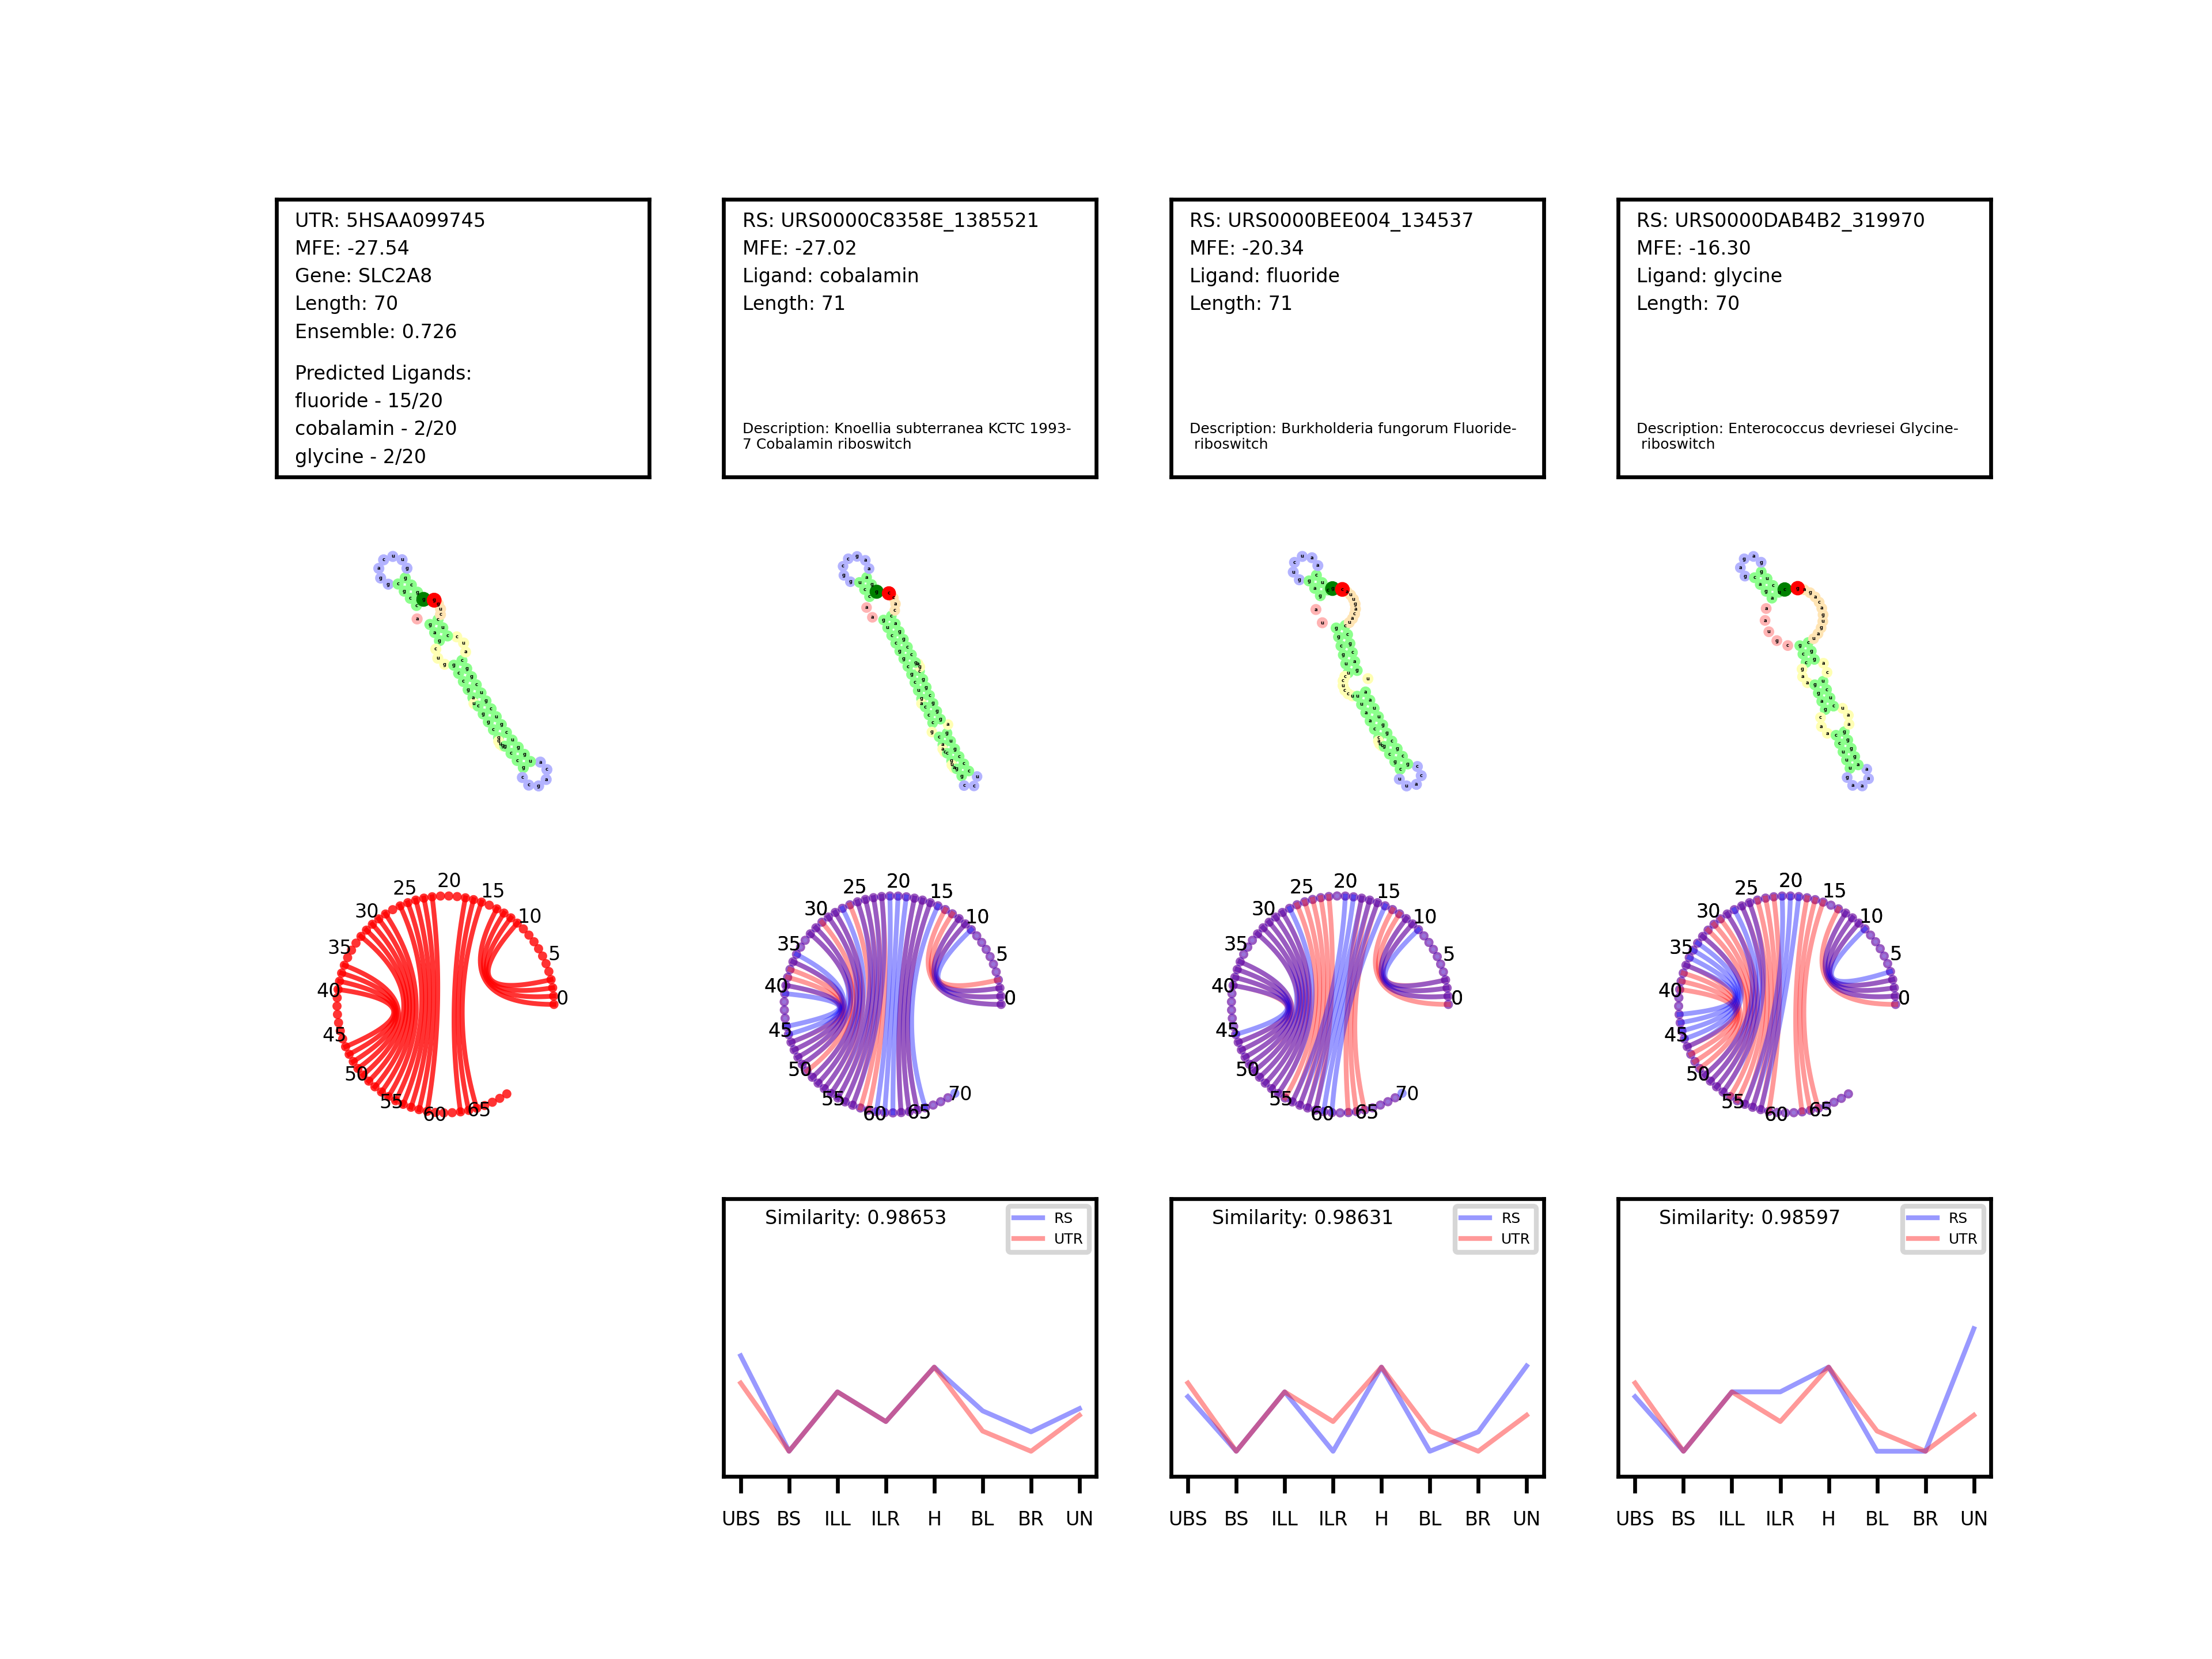 UTR: 5HSAA099745
MFE: -27.54
Gene: SLC2A8
Length: 70
Ensemble: 0.726
Predicted Ligands:
fluoride - 15/20
cobalamin - 2/20
glycine - 2/20
RS: URS0000C8358E_1385521
MFE: -27.02
Ligand: cobalamin
Length: 71
Description: Knoellia subterranea KCTC 1993-
7 Cobalamin riboswitch
RS: URS0000BEE004_134537
MFE: -20.34
Ligand: fluoride
Length: 71
Description: Burkholderia fungorum Fluoride-
riboswitch
RS: URS0000DAB4B2_319970
MFE: -16.30
Ligand: glycine
Length: 70
Description: Enterococcus devriesei Glycine-
riboswitch
0
5
10
15
20
25
30
35
40
45
50
55
60
65
0
5
10
15
20
25
30
35
40
45
50
55
60
65
70
0
5
10
15
20
25
30
35
40
45
50
55
60
65
70
0
5
10
15
20
25
30
35
40
45
50
55
60
65
Similarity: 0.98653
RS
UTR
UBS BS ILL ILR H BL BR UN
Similarity: 0.98631
RS
UTR
UBS BS ILL ILR H BL BR UN
Similarity: 0.98597
RS
UTR
UBS BS ILL ILR H BL BR UN